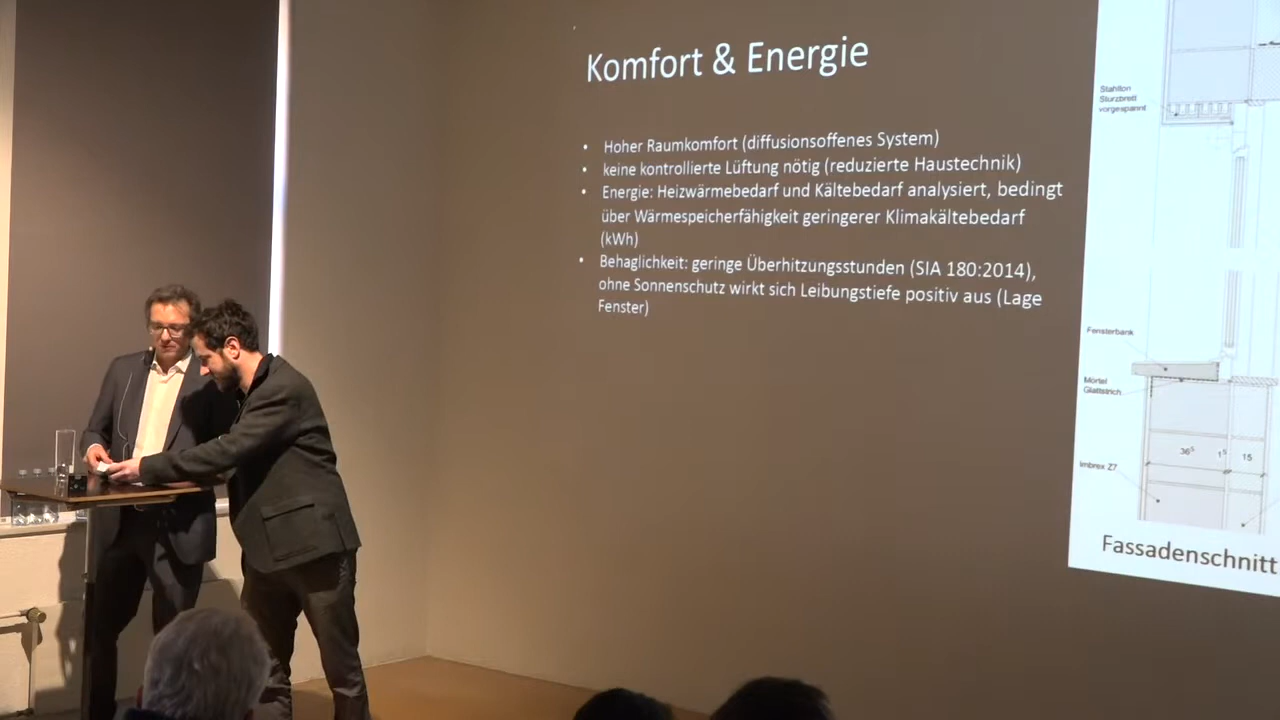 Komfort & Energie
• Hoher Raumkomfort (diffusionsoffenes System)
• keine kontrollierte Lüftung nötig (reduzierte Haustechnik)
• Energie: Heizwärmebedarf und Kältebedarf analysiert, bedingt
über Wärmespeicherfähigkeit geringerer Klimakältebedarf
(kWh)
• Behaglichkeit: geringe Überhitzungsstunden (SIA 180:2014),
ohne Sonnenschutz wirkt sich Leibungstiefe positiv aus (Lage
Fenster)
Stahlton
Sturzbrett
vorgespannt
Fensterbank
Mörtel
Glattstrich
36⁵ 1⁵ 15
Imbrex Z7
Fassadenschnitt